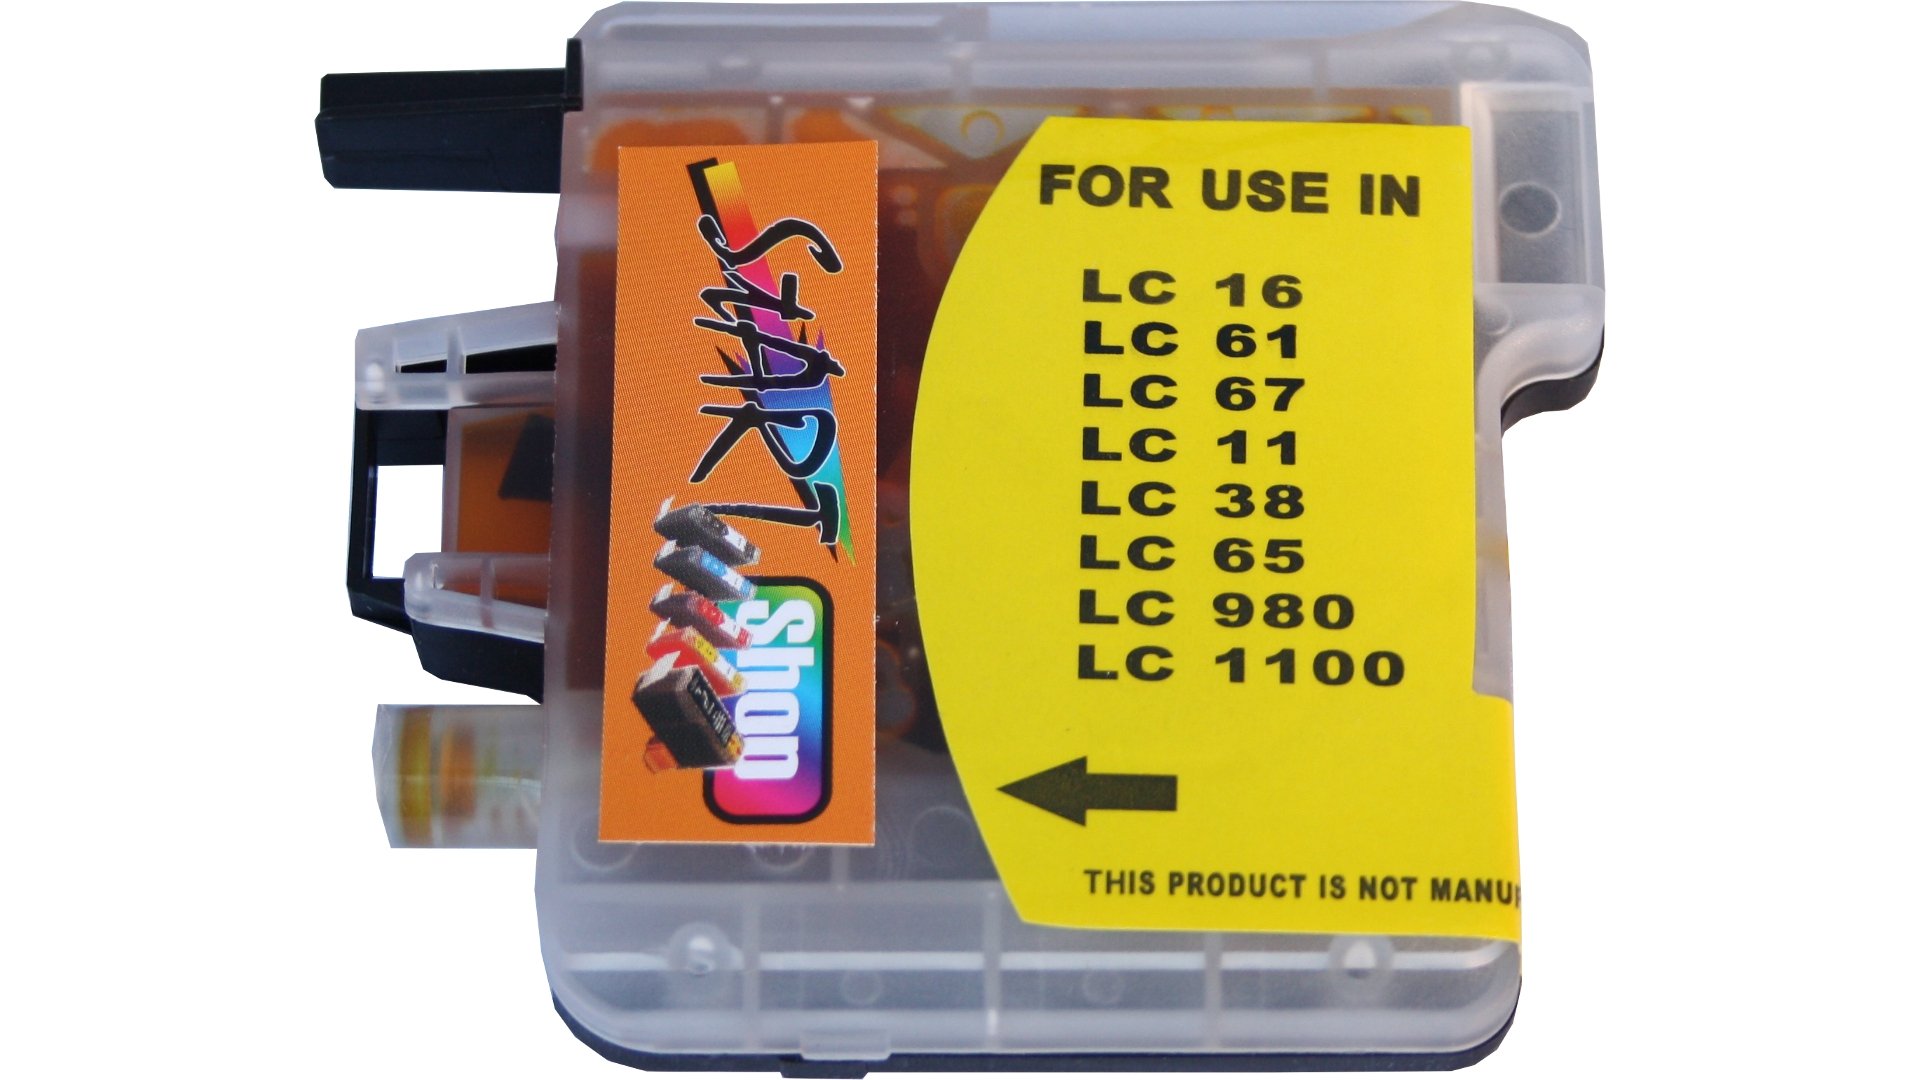 START
Shop
FOR USE IN
LC 16
LC 61
LC 67
LC 11
LC 38
LC 65
LC 980
LC 1100
THIS PRODUCT IS NOT